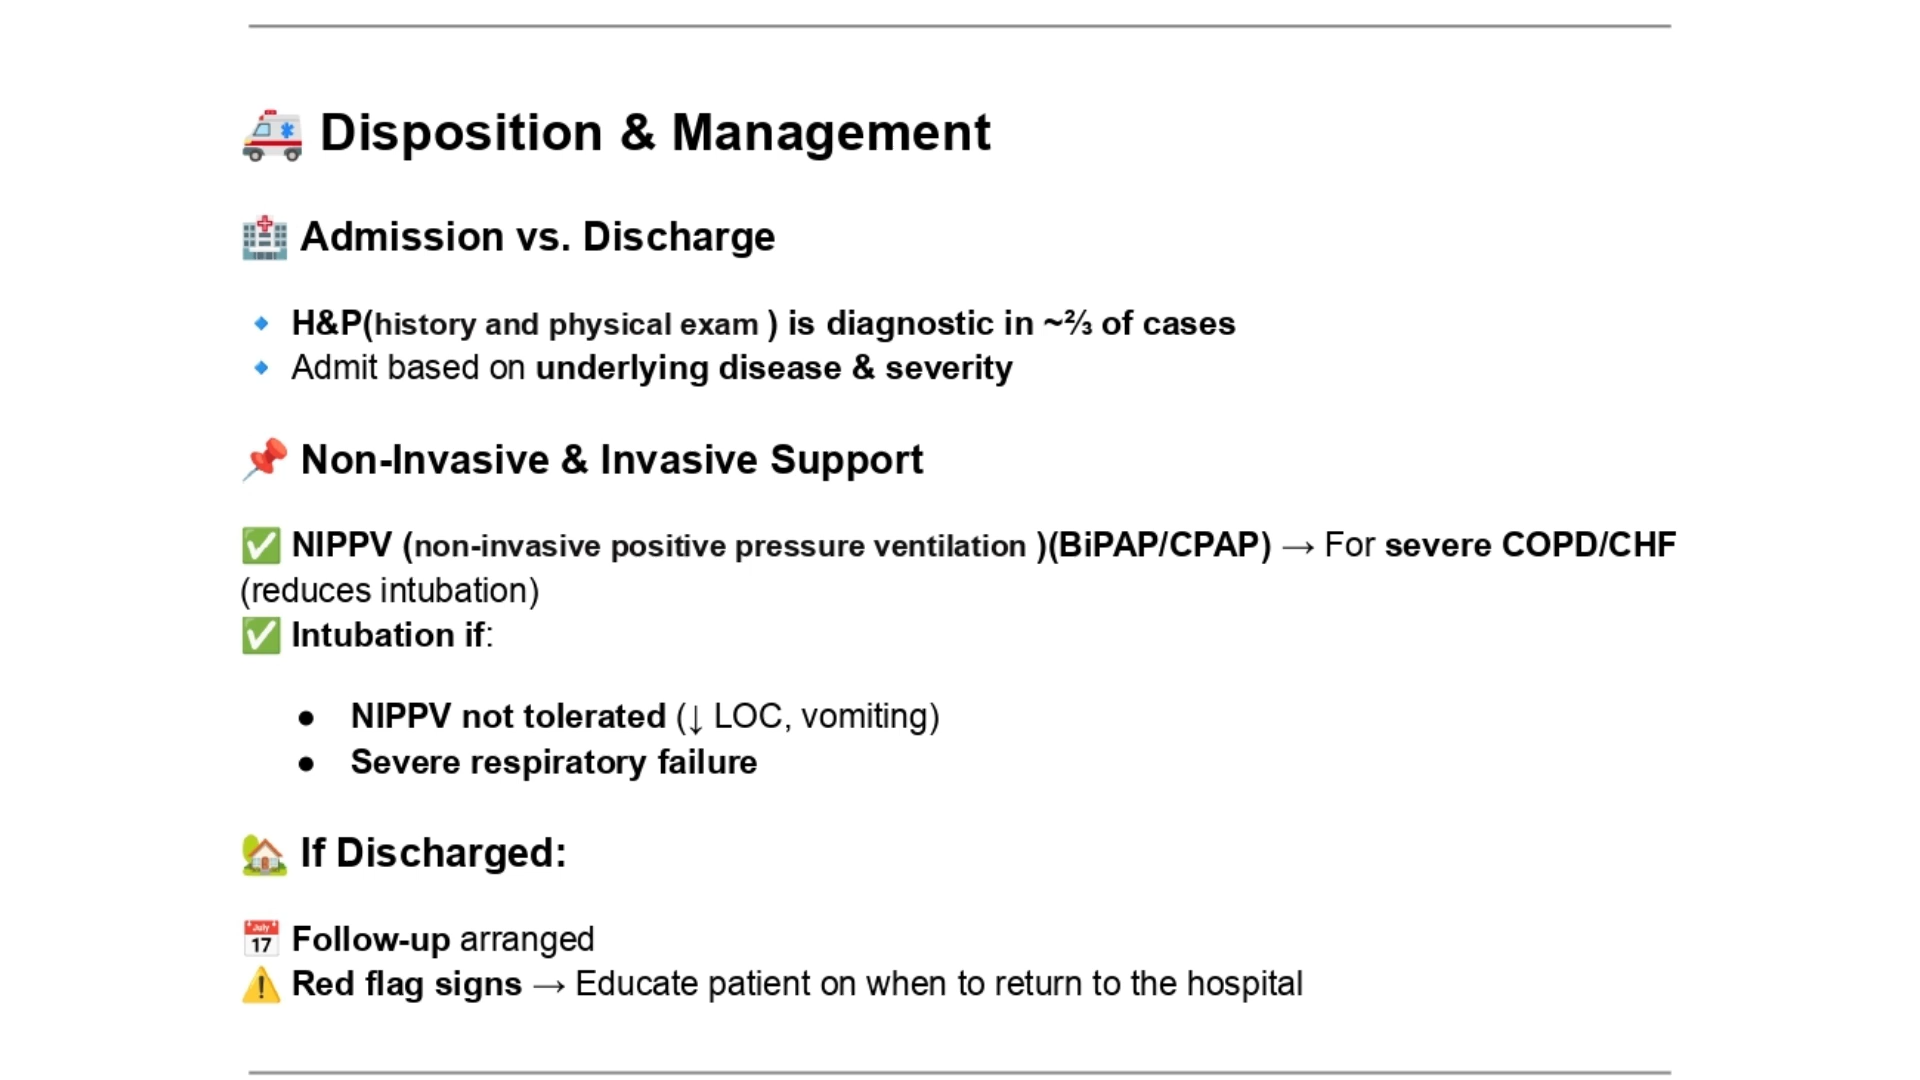 🚑 Disposition & Management
🏥 Admission vs. Discharge
🔹 H&P(history and physical exam ) is diagnostic in ~⅔ of cases
🔹 Admit based on underlying disease & severity
📌 Non-Invasive & Invasive Support
✅ NIPPV (non-invasive positive pressure ventilation )(BiPAP/CPAP) → For severe COPD/CHF
(reduces intubation)
✅ Intubation if:
● NIPPV not tolerated (↓ LOC, vomiting)
● Severe respiratory failure
🏡 If Discharged:
📅 Follow-up arranged
⚠️ Red flag signs → Educate patient on when to return to the hospital